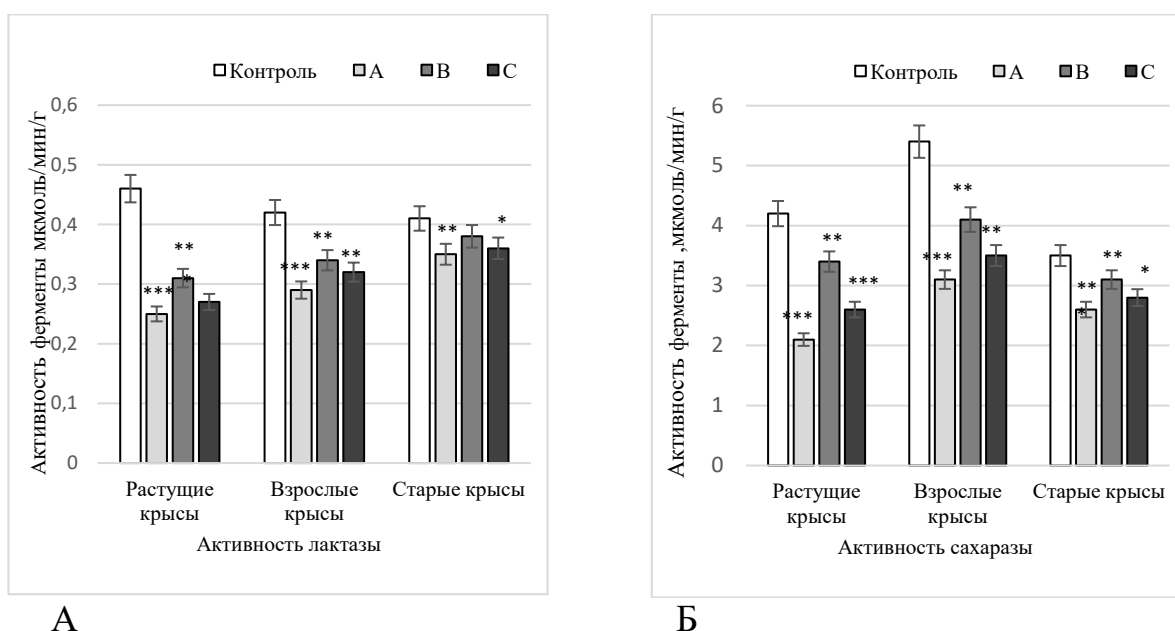 Контроль A B C
Активность ферменты мкмоль/мин/г
0,6
0,5
0,4
0,3
0,2
0,1
0
** ** ** *
*
*** *** **
Растущие крысы
Взрослые крысы
Старые крысы
Активность лактазы
А
Контроль A B C
Активность ферменты ,мкмоль/мин/г
6
5
4
3
2
1
0
**
** *** *** ** ** *
*** **
*
Растущие крысы
Взрослые крысы
Старые крысы
Активность сахаразы
Б